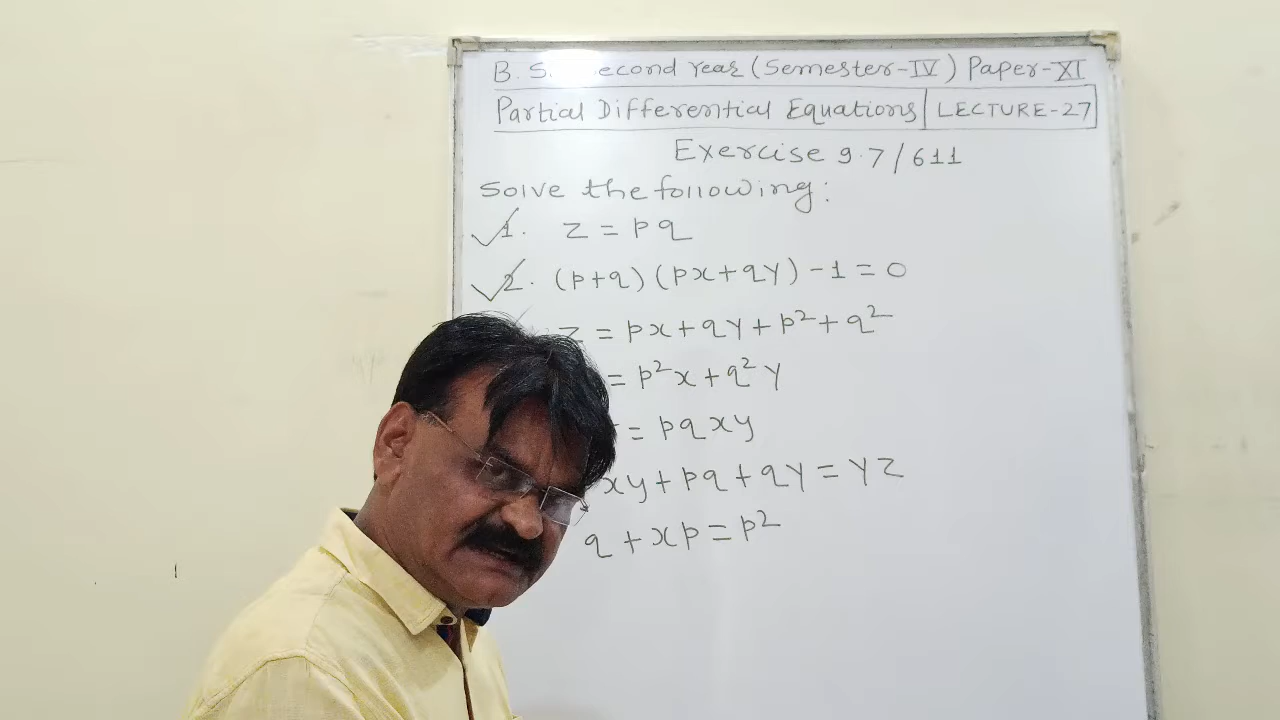 B. S. econd Year (Semester-IV) Paper-XI
Partial Differential Equations | LECTURE-27
Exercise 9.7/611
Solve the following:
1. z = pq
2. (p+q)(px+qy)-1=0
z = px+qy+p²+q²
= p²x+q²y
= pqxy
xy+pq+qy=yz
q+xp=p²